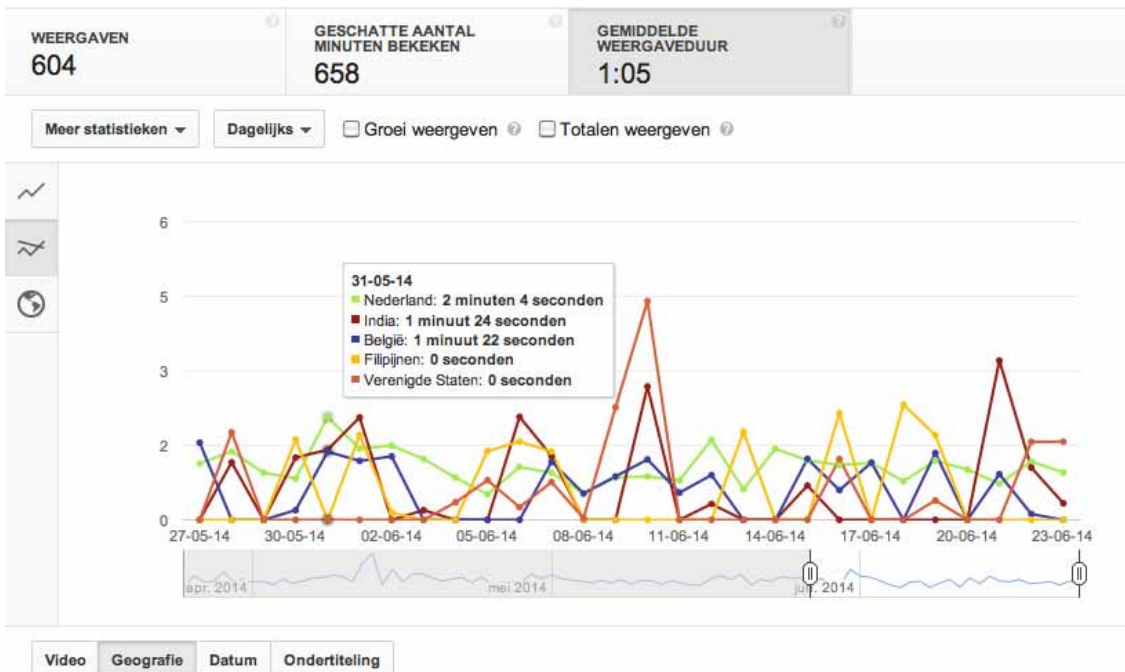 WEERGAVEN
604
GESCHATTE AANTAL
MINUTEN BEKEKEN
658
GEMIDDELDE
WEERGAVEDUUR
1:05
Meer statistieken
Dagelijks
Groei weergeven
Totalen weergeven
6
5
3
2
0
31-05-14
Nederland: 2 minuten 4 seconden
India: 1 minuut 24 seconden
België: 1 minuut 22 seconden
Filipijnen: 0 seconden
Verenigde Staten: 0 seconden
27-05-14 30-05-14 02-06-14 05-06-14 08-06-14 11-06-14 14-06-14 17-06-14 20-06-14 23-06-14
apr. 2014 mei 2014 jun. 2014
Video Geografie Datum Ondertiteling